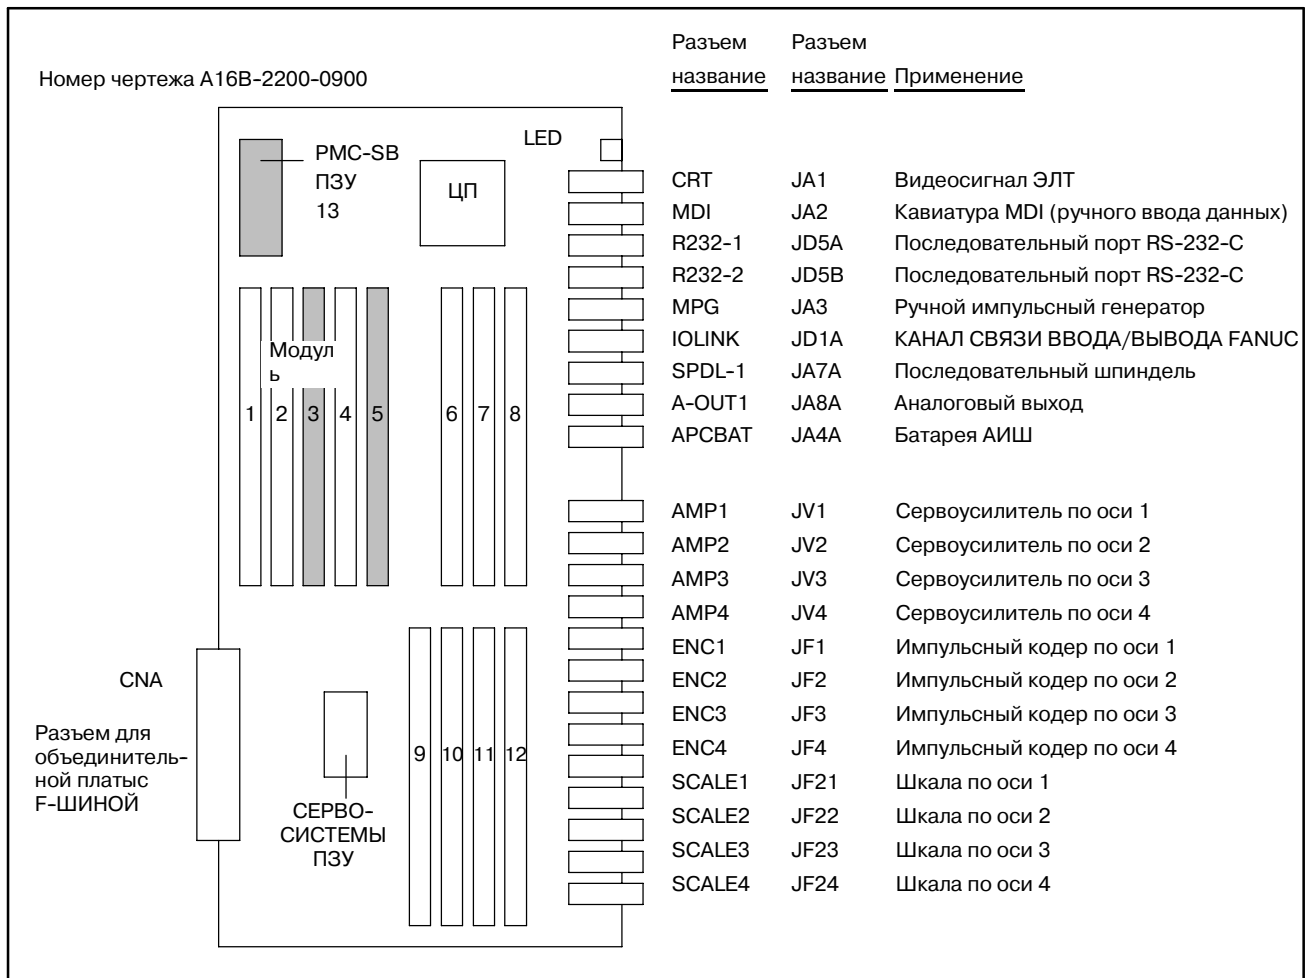 Разъем Разъем
Номер чертежа A16B-2200-0900
название название Применение
LED
PMC-SB
ПЗУ
13
ЦП
CRT JA1 Видеосигнал ЭЛТ
MDI JA2 Кавиатура MDI (ручного ввода данных)
R232-1 JD5A Последовательный порт RS-232-C
R232-2 JD5B Последовательный порт RS-232-C
MPG JA3 Ручной импульсный генератор
IOLINK JD1A КАНАЛ СВЯЗИ ВВОДА/ВЫВОДА FANUC
SPDL-1 JA7A Последовательный шпиндель
A-OUT1 JA8A Аналоговый выход
APCBAT JA4A Батарея АИШ
Модул
ь
1 2 3 4 5 6 7 8
AMP1 JV1 Сервоусилитель по оси 1
AMP2 JV2 Сервоусилитель по оси 2
AMP3 JV3 Сервоусилитель по оси 3
AMP4 JV4 Сервоусилитель по оси 4
ENC1 JF1 Импульсный кодер по оси 1
ENC2 JF2 Импульсный кодер по оси 2
ENC3 JF3 Импульсный кодер по оси 3
ENC4 JF4 Импульсный кодер по оси 4
SCALE1 JF21 Шкала по оси 1
SCALE2 JF22 Шкала по оси 2
SCALE3 JF23 Шкала по оси 3
SCALE4 JF24 Шкала по оси 4
CNA
Разъем для
объединитель-
ной платыс
F-ШИНОЙ
9 10 11 12
СЕРВО-
СИСТЕМЫ
ПЗУ